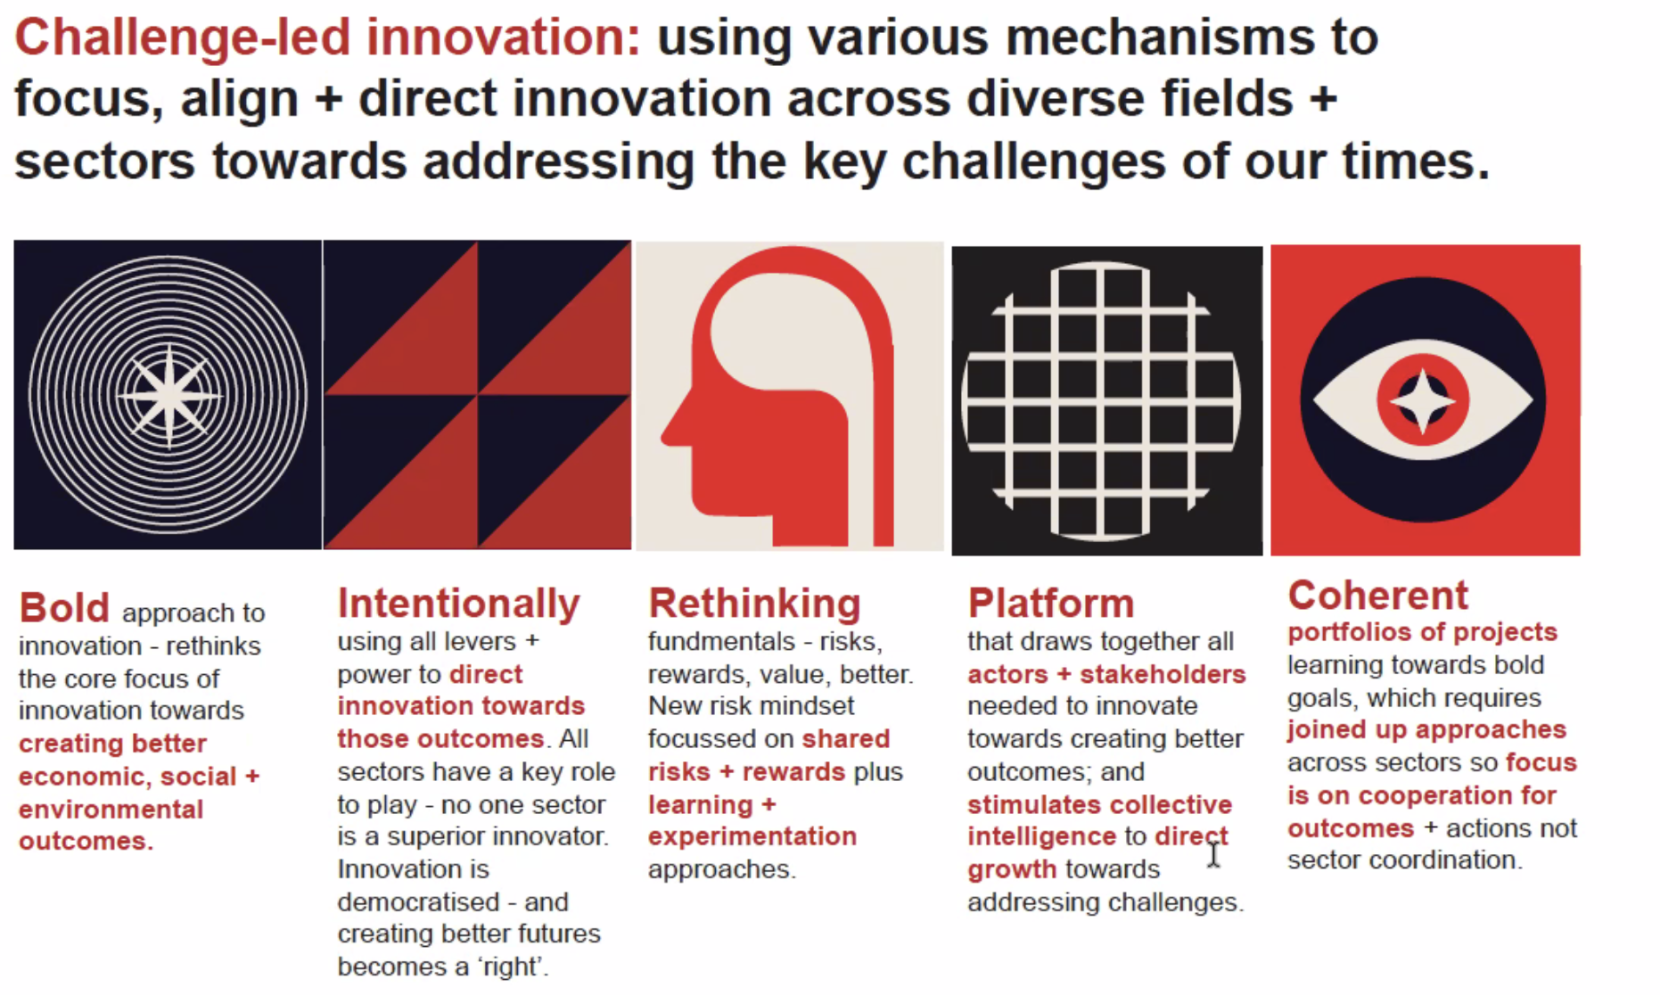 Challenge-led innovation: using various mechanisms to
focus, align + direct innovation across diverse fields +
sectors towards addressing the key challenges of our times.
Bold approach to
innovation - rethinks
the core focus of
innovation towards
creating better
economic, social +
environmental
outcomes.
Intentionally
using all levers +
power to direct
innovation towards
those outcomes. All
sectors have a key role
to play - no one sector
is a superior innovator.
Innovation is
democratised - and
creating better futures
becomes a ‘right’.
Rethinking
fundmentals - risks,
rewards, value, better.
New risk mindset
focussed on shared
risks + rewards plus
learning +
experimentation
approaches.
Platform
that draws together all
actors + stakeholders
needed to innovate
towards creating better
outcomes; and
stimulates collective
intelligence to direct
growth towards
addressing challenges.
Coherent
portfolios of projects
learning towards bold
goals, which requires
joined up approaches
across sectors so focus
is on cooperation for
outcomes + actions not
sector coordination.